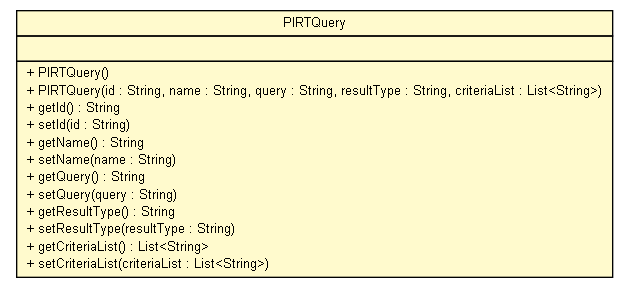 PIRTQuery
+ PIRTQuery()
+ PIRTQuery(id : String, name : String, query : String, resultType : String, criteriaList : List<String>)
+ getId() : String
+ setId(id : String)
+ getName() : String
+ setName(name : String)
+ getQuery() : String
+ setQuery(query : String)
+ getResultType() : String
+ setResultType(resultType : String)
+ getCriteriaList() : List<String>
+ setCriteriaList(criteriaList : List<String>)